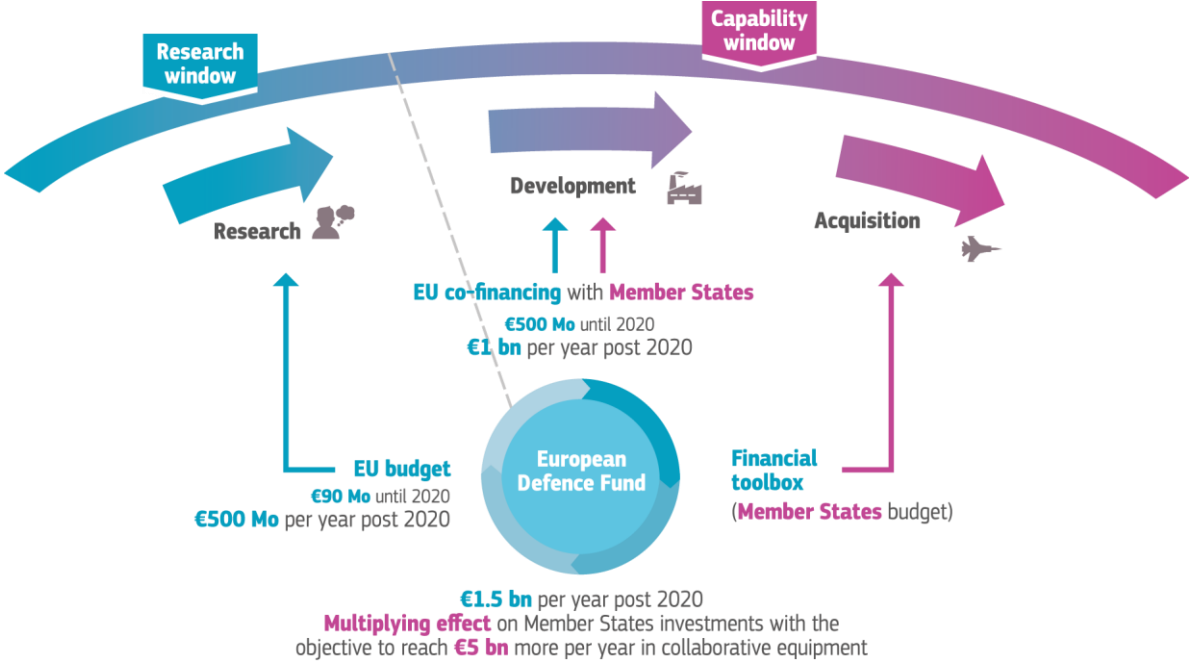 Research
window
Capability
window
Research
Development
Acquisition
EU co-financing with Member States
€500 Mo until 2020
€1 bn per year post 2020
EU budget
€90 Mo until 2020
€500 Mo per year post 2020
European
Defence Fund
Financial
toolbox
(Member States budget)
€1.5 bn per year post 2020
Multiplying effect on Member States investments with the
objective to reach €5 bn more per year in collaborative equipment